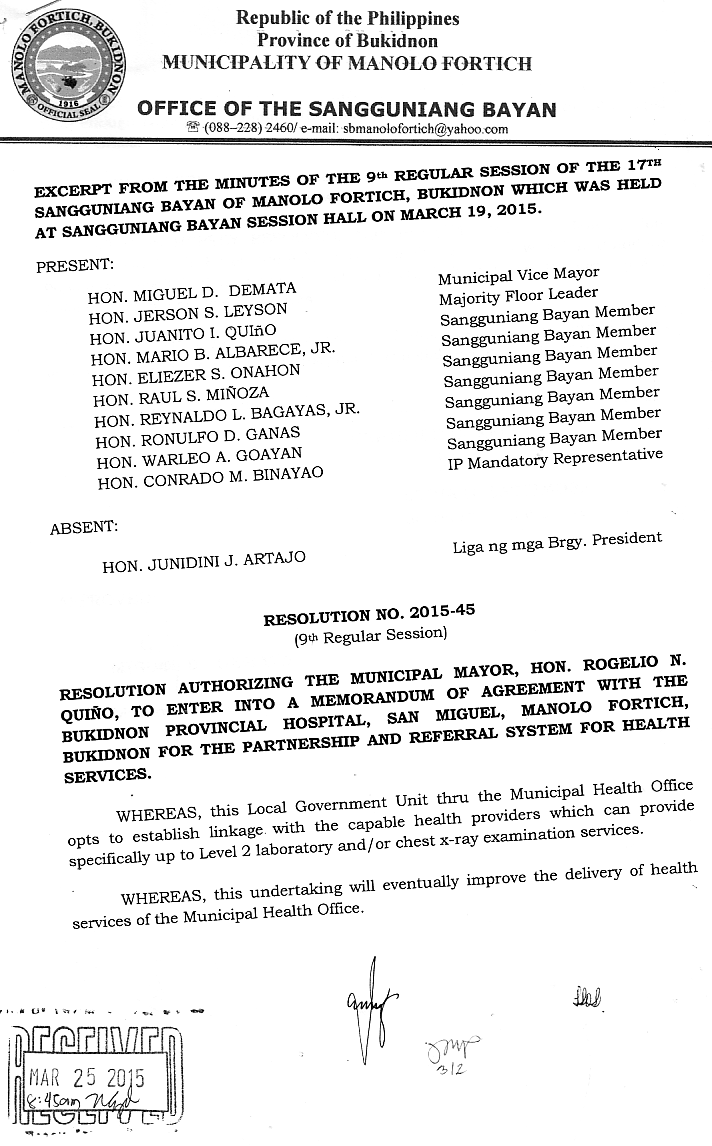 Republic of the Philippines
Province of Bukidnon
MUNICIPALITY OF MANOLO FORTICH
MANOLO FORTICH, BUKIDNON
1916
OFFICIAL SEAL
OFFICE OF THE SANGGUNIANG BAYAN
☏ (088–228) 2460/ e-mail: sbmanolofortich@yahoo.com
EXCERPT FROM THE MINUTES OF THE 9th REGULAR SESSION OF THE 17TH
SANGGUNIANG BAYAN OF MANOLO FORTICH, BUKIDNON WHICH WAS HELD
AT SANGGUNIANG BAYAN SESSION HALL ON MARCH 19, 2015.
PRESENT:
HON. MIGUEL D. DEMATA Municipal Vice Mayor
HON. JERSON S. LEYSON Majority Floor Leader
HON. JUANITO I. QUIñO Sangguniang Bayan Member
HON. MARIO B. ALBARECE, JR. Sangguniang Bayan Member
HON. ELIEZER S. ONAHON Sangguniang Bayan Member
HON. RAUL S. MIÑOZA Sangguniang Bayan Member
HON. REYNALDO L. BAGAYAS, JR. Sangguniang Bayan Member
HON. RONULFO D. GANAS Sangguniang Bayan Member
HON. WARLEO A. GOAYAN Sangguniang Bayan Member
HON. CONRADO M. BINAYAO IP Mandatory Representative
ABSENT:
HON. JUNIDINI J. ARTAJO Liga ng mga Brgy. President
RESOLUTION NO. 2015-45
(9th Regular Session)
RESOLUTION AUTHORIZING THE MUNICIPAL MAYOR, HON. ROGELIO N.
QUIÑO, TO ENTER INTO A MEMORANDUM OF AGREEMENT WITH THE
BUKIDNON PROVINCIAL HOSPITAL, SAN MIGUEL, MANOLO FORTICH,
BUKIDNON FOR THE PARTNERSHIP AND REFERRAL SYSTEM FOR HEALTH
SERVICES.
WHEREAS, this Local Government Unit thru the Municipal Health Office
opts to establish linkage with the capable health providers which can provide
specifically up to Level 2 laboratory and/or chest x-ray examination services.
WHEREAS, this undertaking will eventually improve the delivery of health
services of the Municipal Health Office.
RECEIVED
MAR 25 2015
8:45am